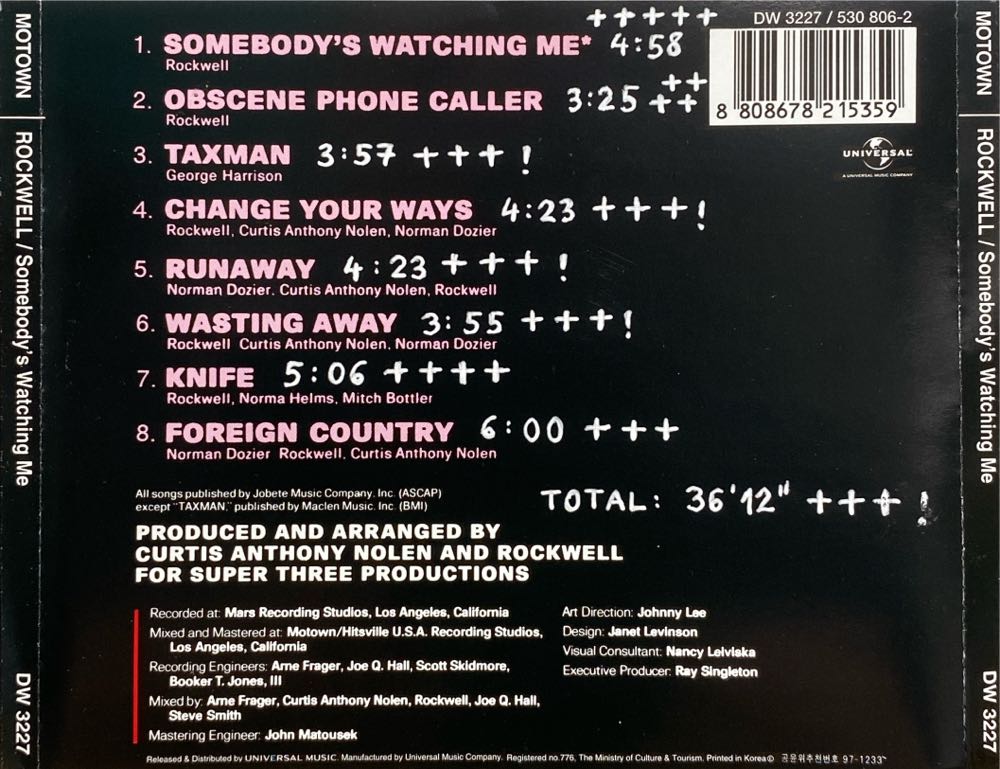 MOTOWN
ROCKWELL / Somebody's Watching Me
DW 3227
+++++
DW 3227 / 530 806-2
1. SOMEBODY'S WATCHING ME* 4:58
Rockwell
2. OBSCENE PHONE CALLER 3:25 ++++
Rockwell
8 808678 215359
3. TAXMAN 3:57 +++!
George Harrison
UNIVERSAL
A UNIVERSAL MUSIC COMPANY
4. CHANGE YOUR WAYS 4:23 +++!
Rockwell, Curtis Anthony Nolen, Norman Dozier
5. RUNAWAY 4:23 +++!
Norman Dozier, Curtis Anthony Nolen, Rockwell
6. WASTING AWAY 3:55 +++!
Rockwell Curtis Anthony Nolen, Norman Dozier
7. KNIFE 5:06 ++++
Rockwell, Norma Helms, Mitch Bottler
8. FOREIGN COUNTRY 6:00 +++
Norman Dozier Rockwell, Curtis Anthony Nolen
All songs published by Jobete Music Company, Inc. (ASCAP)
except "TAXMAN," published by Maclen Music, Inc. (BMI)
TOTAL: 36'12" +++!
PRODUCED AND ARRANGED BY
CURTIS ANTHONY NOLEN AND ROCKWELL
FOR SUPER THREE PRODUCTIONS
Recorded at: Mars Recording Studios, Los Angeles, California
Mixed and Mastered at: Motown/Hitsville U.S.A. Recording Studios,
Los Angeles, California
Recording Engineers: Arne Frager, Joe Q. Hall, Scott Skidmore,
Booker T. Jones, III
Mixed by: Arne Frager, Curtis Anthony Nolen, Rockwell, Joe Q. Hall,
Steve Smith
Mastering Engineer: John Matousek
Art Direction: Johnny Lee
Design: Janet Levinson
Visual Consultant: Nancy Leiviska
Executive Producer: Ray Singleton
Released & Distributed by UNIVERSAL MUSIC. Manufactured by Universal Music Company. Registered no.776, The Ministry of Culture & Tourism. Printed in Korea© 공윤위추천번호 97-1233
MOTOWN
ROCKWELL / Somebody's Watching Me
DW 3227